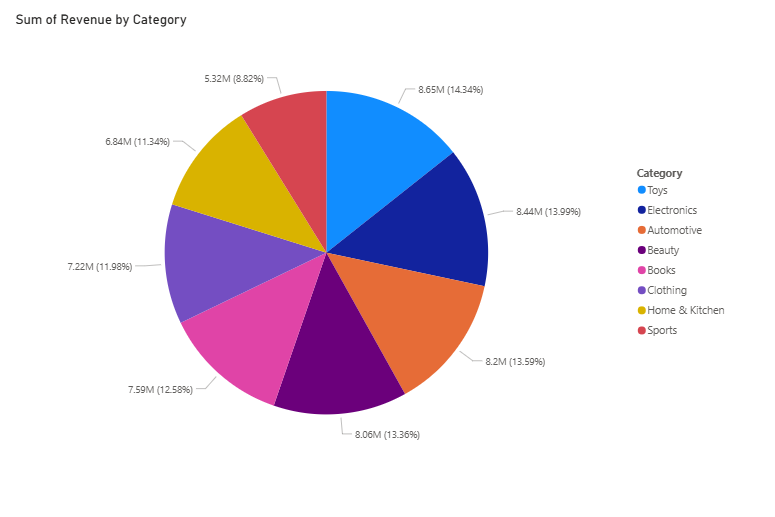 Sum of Revenue by Category
8.65M (14.34%)
8.44M (13.99%)
8.2M (13.59%)
8.06M (13.36%)
7.59M (12.58%)
7.22M (11.98%)
6.84M (11.34%)
5.32M (8.82%)
Category
Toys
Electronics
Automotive
Beauty
Books
Clothing
Home & Kitchen
Sports